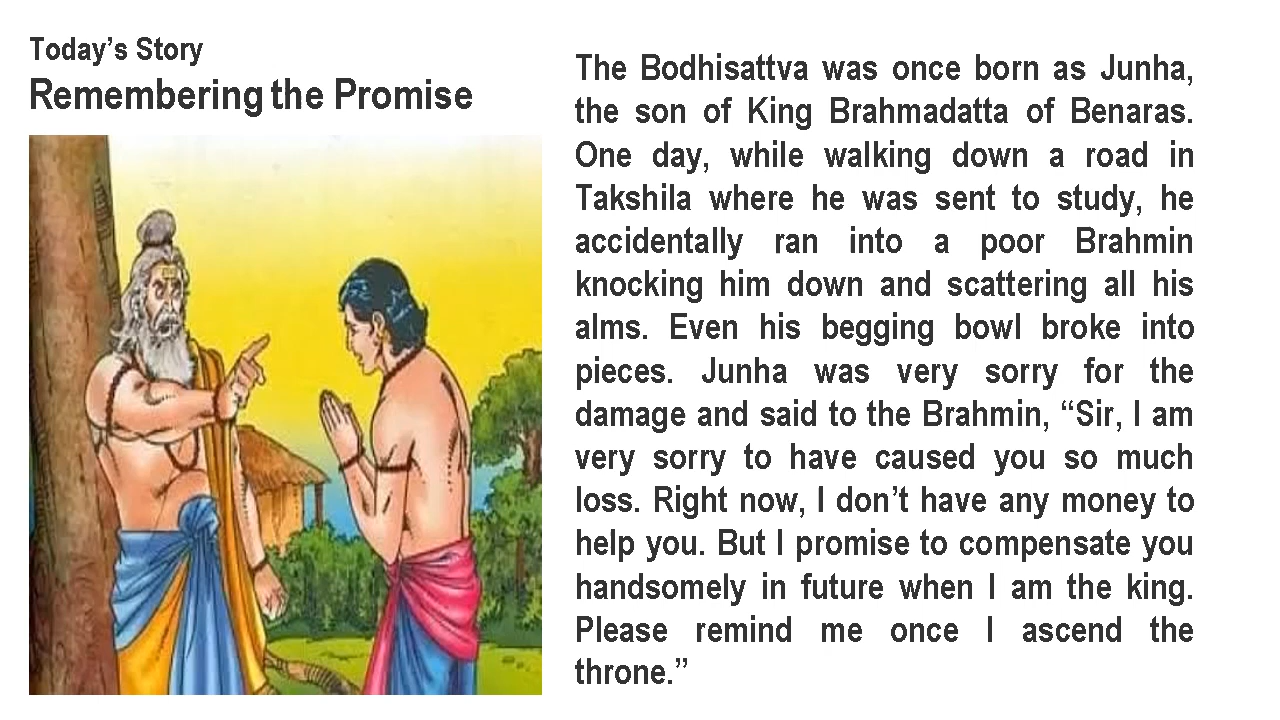 Today’s Story
Remembering the Promise
The Bodhisattva was once born as Junha,
the son of King Brahmadatta of Benaras.
One day, while walking down a road in
Takshila where he was sent to study, he
accidentally ran into a poor Brahmin
knocking him down and scattering all his
alms. Even his begging bowl broke into
pieces. Junha was very sorry for the
damage and said to the Brahmin, “Sir, I am
very sorry to have caused you so much
loss. Right now, I don’t have any money to
help you. But I promise to compensate you
handsomely in future when I am the king.
Please remind me once I ascend the
throne.”